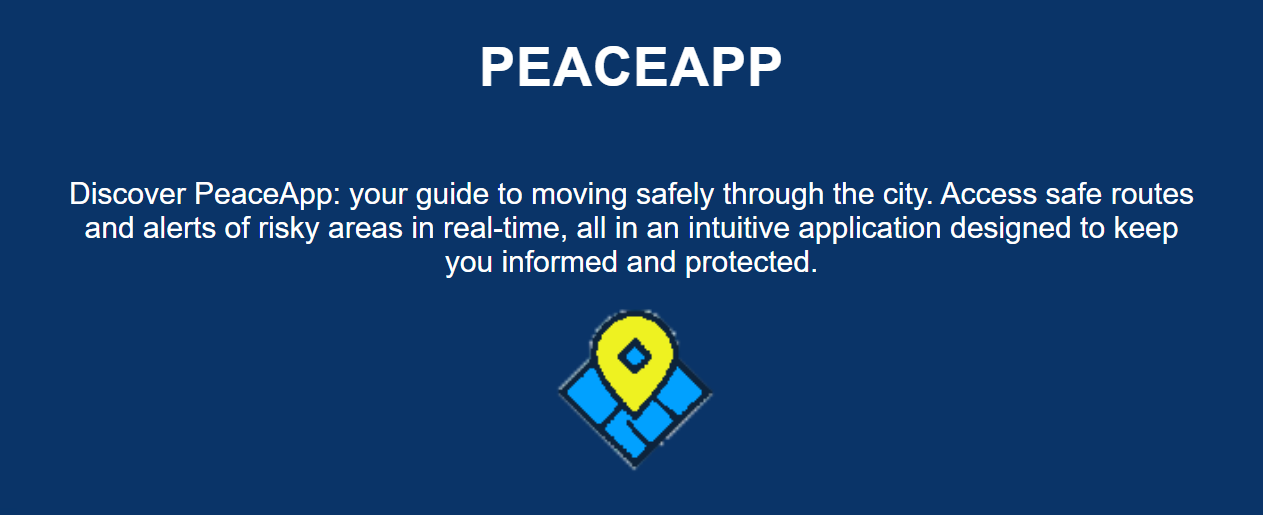 PEACEAPP
Discover PeaceApp: your guide to moving safely through the city. Access safe routes
and alerts of risky areas in real-time, all in an intuitive application designed to keep
you informed and protected.